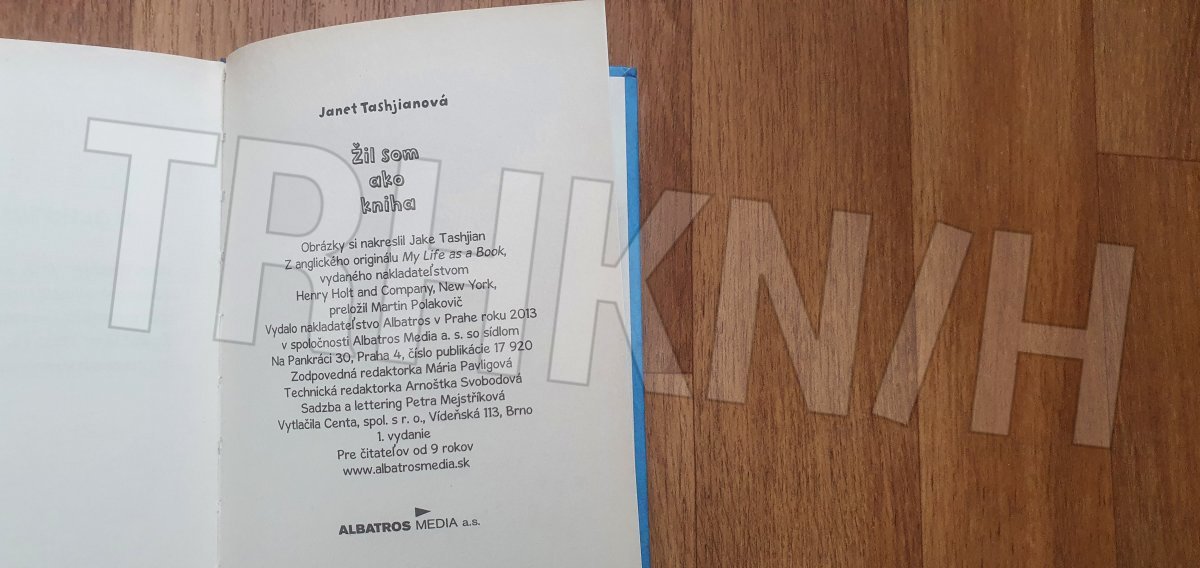 Janet Tashjianová
Žil som
ako
kniha
Obrázky si nakreslil Jake Tashjian
Z anglického originálu My Life as a Book,
vydaného nakladateľstvom
Henry Holt and Company, New York,
preložil Martin Polakovič
Vydalo nakladateľstvo Albatros v Prahe roku 2013
v spoločnosti Albatros Media a. s. so sídlom
Na Pankráci 30, Praha 4, číslo publikácie 17 920
Zodpovedná redaktorka Mária Pavligová
Technická redaktorka Arnoštka Svobodová
Sadzba a lettering Petra Mejstříková
Vytlačila Centa, spol. s r. o., Vídeňská 113, Brno
1. vydanie
Pre čitateľov od 9 rokov
www.albatrosmedia.sk
ALBATROS MEDIA a.s.
TRHKNIH